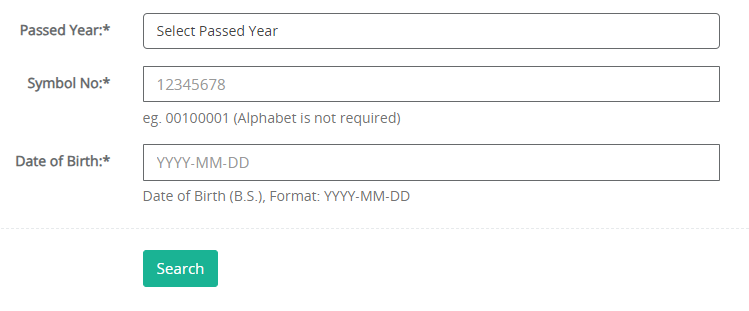 Passed Year:*
Select Passed Year
Symbol No:*
12345678
eg. 00100001 (Alphabet is not required)
Date of Birth:*
YYYY-MM-DD
Date of Birth (B.S.), Format: YYYY-MM-DD
Search